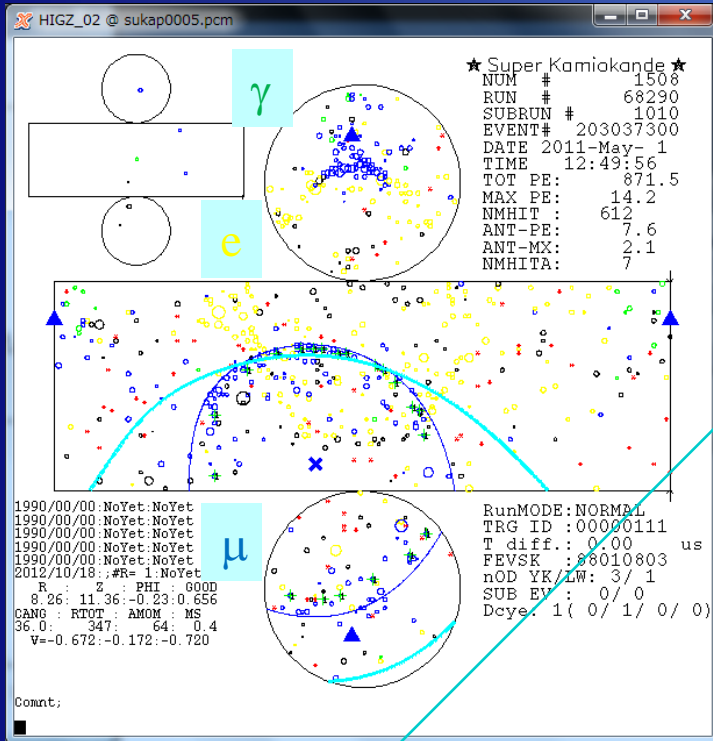 HIGZ_02 @ sukap0005.pcm
γ
e
μ
★ Super Kamiokande ★
NUM # 1508
RUN # 68290
SUBRUN # 1010
EVENT# 203037300
DATE 2011-May- 1
TIME 12:49:56
TOT PE: 871.5
MAX PE: 14.2
NMHIT : 612
ANT-PE: 7.6
ANT-MX: 2.1
NMHITA: 7
1990/00/00:NoYet:NoYet
1990/00/00:NoYet:NoYet
1990/00/00:NoYet:NoYet
1990/00/00:NoYet:NoYet
1990/00/00:NoYet:NoYet
2012/10/18:;#R= 1:NoYet
R : Z : PHI : GOOD
8.26: 11.36:-0.23:0.656
CANG : RTOT : AMOM : MS
36.0: 347: 64: 0.4
V=-0.672:-0.172:-0.720
Comnt;
RunMODE:NORMAL
TRG ID :00000111
T diff.: 0.00 us
FEVSK :88010803
nOD YK/LW: 3/ 1
SUB EV : 0/ 0
Dcye: 1( 0/ 1/ 0/ 0)